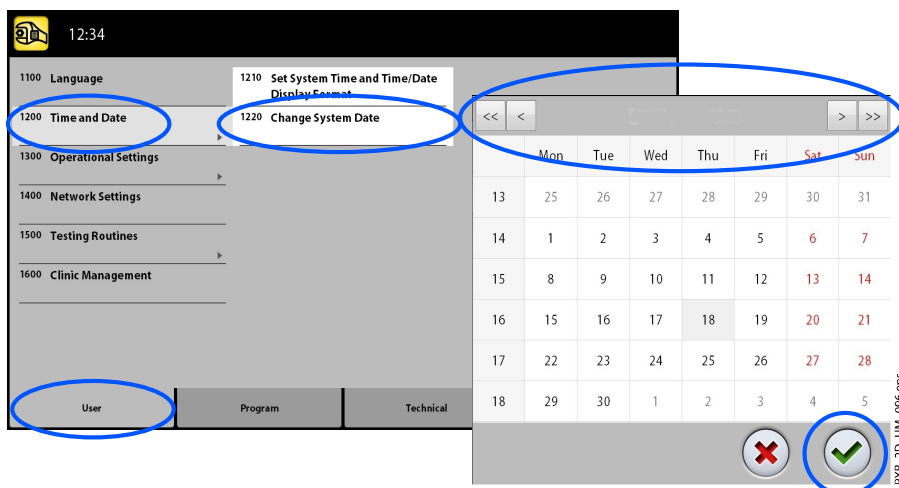 12:34
1100 Language
1200 Time and Date
1300 Operational Settings
1400 Network Settings
1500 Testing Routines
1600 Clinic Management
1210 Set System Time and Time/Date
Display Format
1220 Change System Date
User Program Technical
<< < > >>
Mon Tue Wed Thu Fri Sat Sun
13 25 26 27 28 29 30 31
14 1 2 3 4 5 6 7
15 8 9 10 11 12 13 14
16 15 16 17 18 19 20 21
17 22 23 24 25 26 27 28
18 29 30 1 2 3 4 5